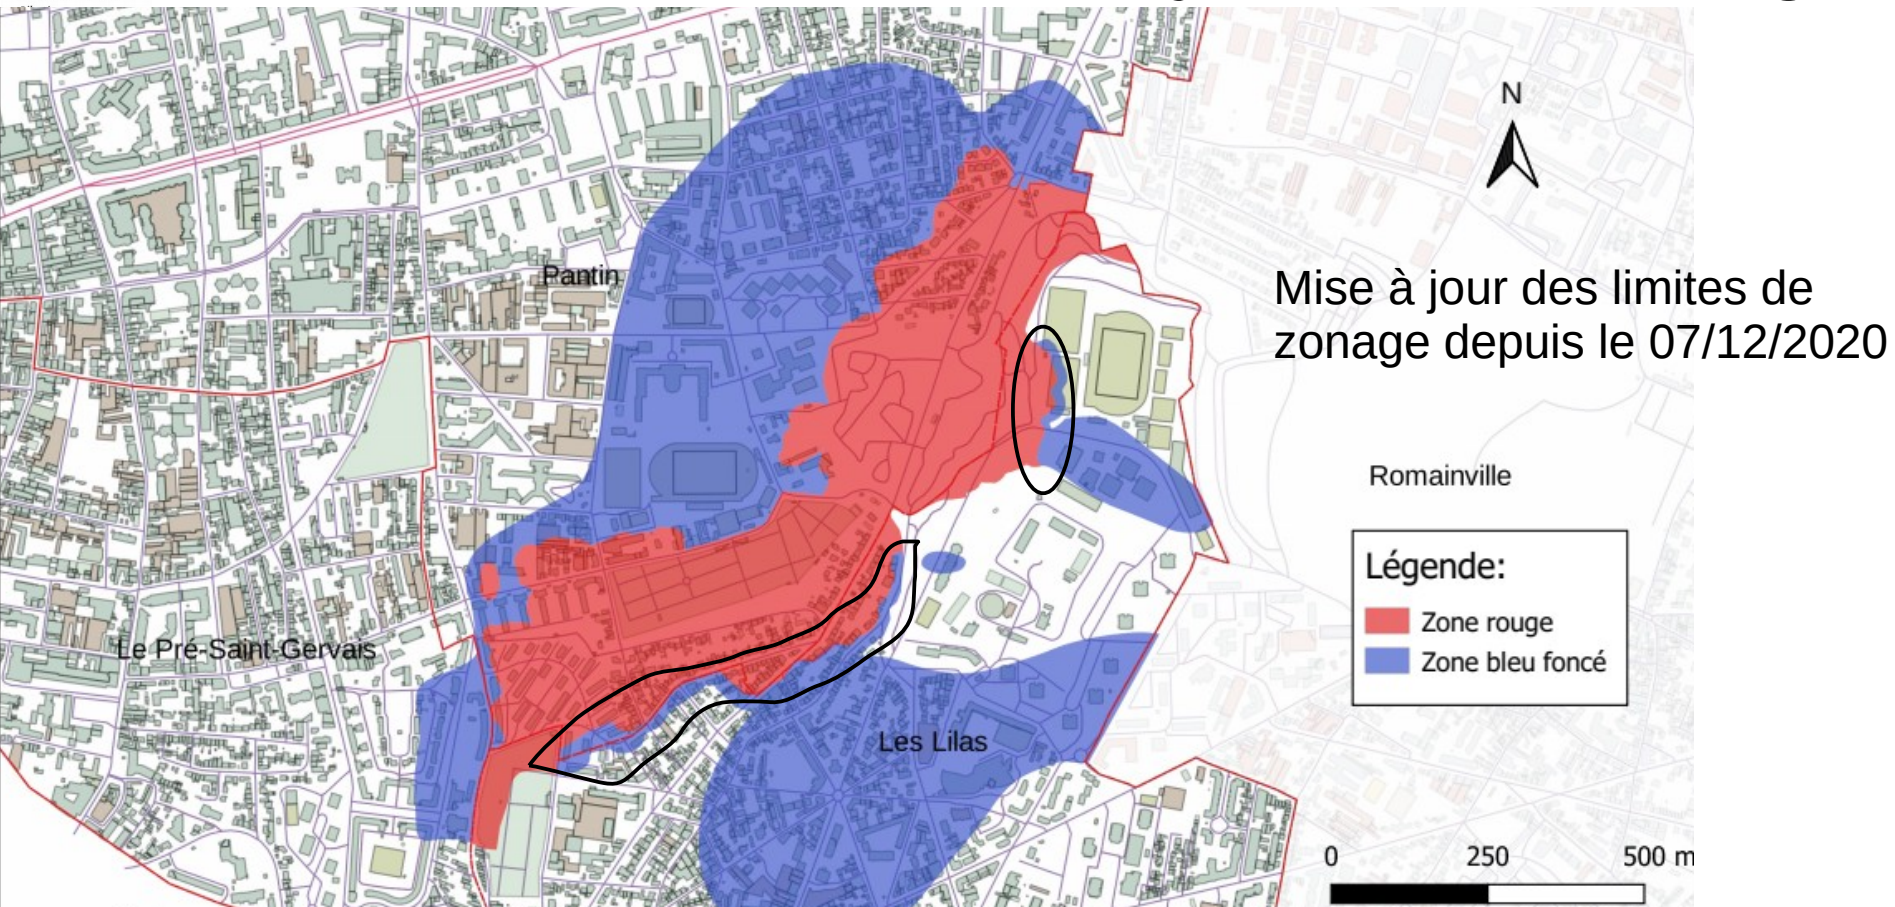 N
Pantin
Mise à jour des limites de
zonage depuis le 07/12/2020
Romainville
Légende:
Zone rouge
Zone bleu foncé
Le Pré-Saint-Gervais
Les Lilas
0 250 500 m